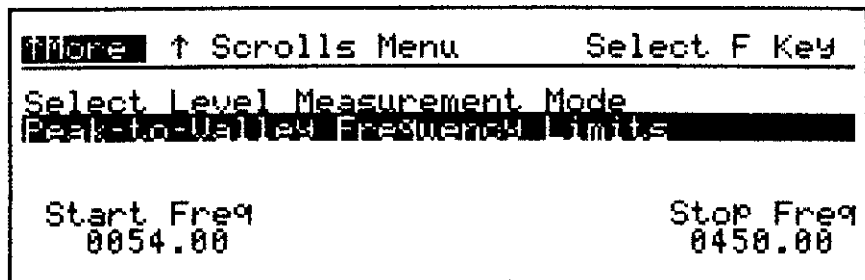 ↑More ↑ Scrolls Menu Select F Key
Select Level Measurement Mode
Peak-to-Valley Frequency Limits
Start Freq Stop Freq
0054.00 0450.00